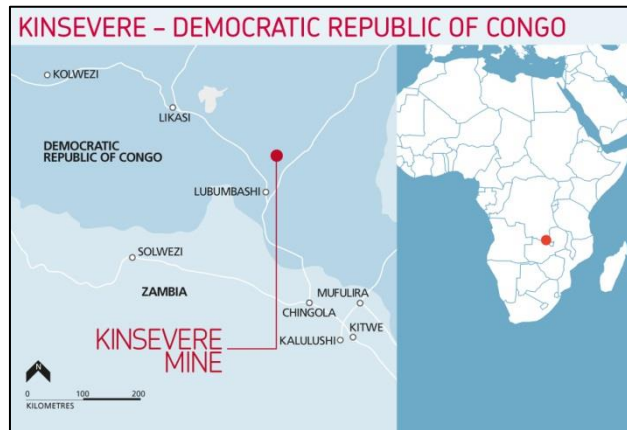 KINSEVERE – DEMOCRATIC REPUBLIC OF CONGO
KOLWEZI
LIKASI
DEMOCRATIC
REPUBLIC OF CONGO
LUBUMBASHI
SOLWEZI
ZAMBIA
MUFULIRA
CHINGOLA
KITWE
KALULUSHI
KINSEVERE
MINE
N
0 100 200
KILOMETRES